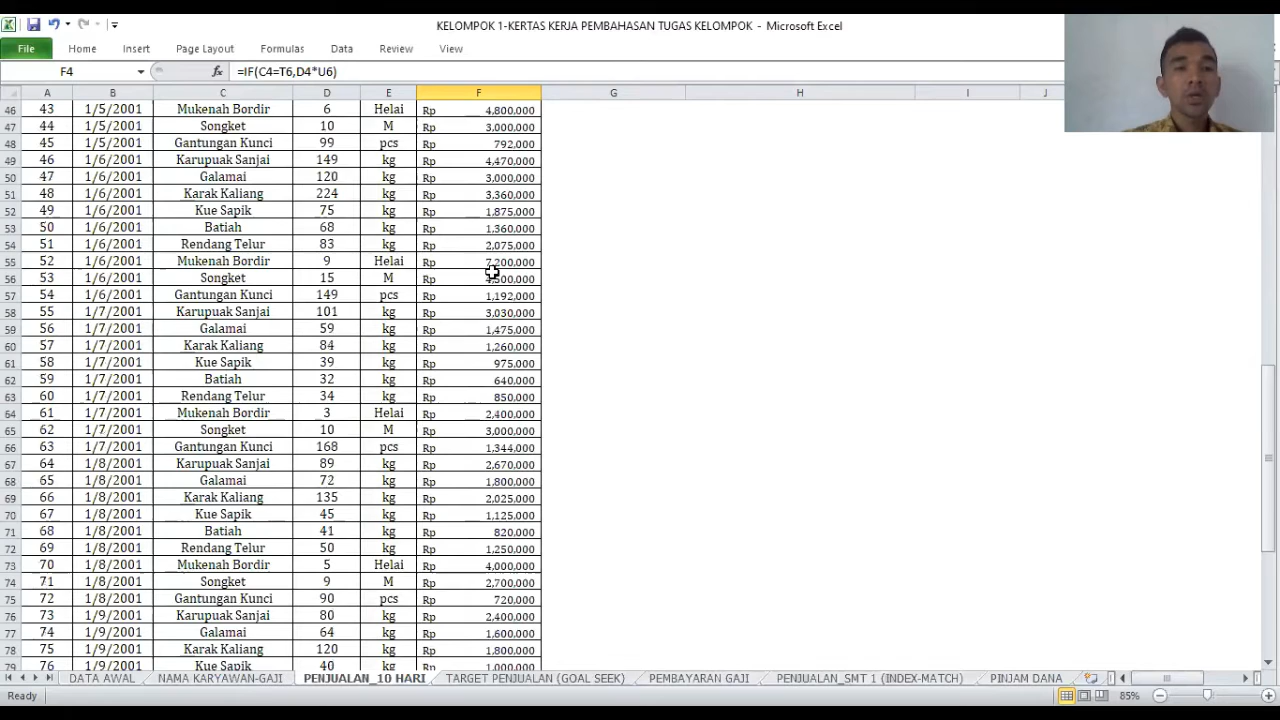 KELOMPOK 1-KERTAS KERJA PEMBAHASAN TUGAS KELOMPOK - Microsoft Excel
File Home Insert Page Layout Formulas Data Review View
F4 fx =IF(C4=T6,D4*U6)
A B C D E F G H I J
46 43 1/5/2001 Mukenah Bordir 6 Helai Rp 4,800,000
47 44 1/5/2001 Songket 10 M Rp 3,000,000
48 45 1/5/2001 Gantungan Kunci 99 pcs Rp 792,000
49 46 1/6/2001 Karupuak Sanjai 149 kg Rp 4,470,000
50 47 1/6/2001 Galamai 120 kg Rp 3,000,000
51 48 1/6/2001 Karak Kaliang 224 kg Rp 3,360,000
52 49 1/6/2001 Kue Sapik 75 kg Rp 1,875,000
53 50 1/6/2001 Batiah 68 kg Rp 1,360,000
54 51 1/6/2001 Rendang Telur 83 kg Rp 2,075,000
55 52 1/6/2001 Mukenah Bordir 9 Helai Rp 7,200,000
56 53 1/6/2001 Songket 15 M Rp 4,500,000
57 54 1/6/2001 Gantungan Kunci 149 pcs Rp 1,192,000
58 55 1/7/2001 Karupuak Sanjai 101 kg Rp 3,030,000
59 56 1/7/2001 Galamai 59 kg Rp 1,475,000
60 57 1/7/2001 Karak Kaliang 84 kg Rp 1,260,000
61 58 1/7/2001 Kue Sapik 39 kg Rp 975,000
62 59 1/7/2001 Batiah 32 kg Rp 640,000
63 60 1/7/2001 Rendang Telur 34 kg Rp 850,000
64 61 1/7/2001 Mukenah Bordir 3 Helai Rp 2,400,000
65 62 1/7/2001 Songket 10 M Rp 3,000,000
66 63 1/7/2001 Gantungan Kunci 168 pcs Rp 1,344,000
67 64 1/8/2001 Karupuak Sanjai 89 kg Rp 2,670,000
68 65 1/8/2001 Galamai 72 kg Rp 1,800,000
69 66 1/8/2001 Karak Kaliang 135 kg Rp 2,025,000
70 67 1/8/2001 Kue Sapik 45 kg Rp 1,125,000
71 68 1/8/2001 Batiah 41 kg Rp 820,000
72 69 1/8/2001 Rendang Telur 50 kg Rp 1,250,000
73 70 1/8/2001 Mukenah Bordir 5 Helai Rp 4,000,000
74 71 1/8/2001 Songket 9 M Rp 2,700,000
75 72 1/8/2001 Gantungan Kunci 90 pcs Rp 720,000
76 73 1/9/2001 Karupuak Sanjai 80 kg Rp 2,400,000
77 74 1/9/2001 Galamai 64 kg Rp 1,600,000
78 75 1/9/2001 Karak Kaliang 120 kg Rp 1,800,000
79 76 1/9/2001 Kue Sapik 40 kg Rp 1,000,000
DATA AWAL NAMA KARYAWAN-GAJI PENJUALAN_10 HARI TARGET PENJUALAN (GOAL SEEK) PEMBAYARAN GAJI PENJUALAN_SMT 1 (INDEX-MATCH) PINJAM DANA
Ready 85%